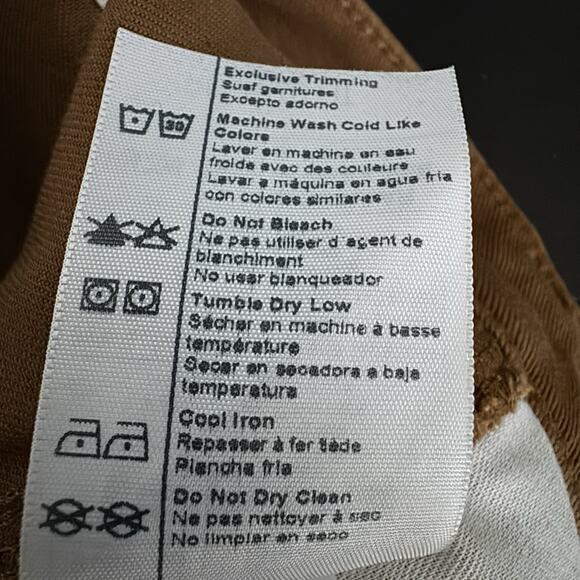 Exclusive Trimming
Sauf garnitures
Excepto adorno
30
Machine Wash Cold Like
Colors
Laver en machine en eau
froide avec des couleurs
Lavar a máquina en agua fria
con colores similares
Do Not Bleach
Ne pas utiliser d'agent de
blanchiment
No usar blanqueador
Tumble Dry Low
Sécher en machine à basse
température
Secar en secadora a baja
temperatura
Cool Iron
Repasser à fer tiède
Plancha fria
Do Not Dry Clean
Ne pas nettoyer à sec
No limpiar en seco